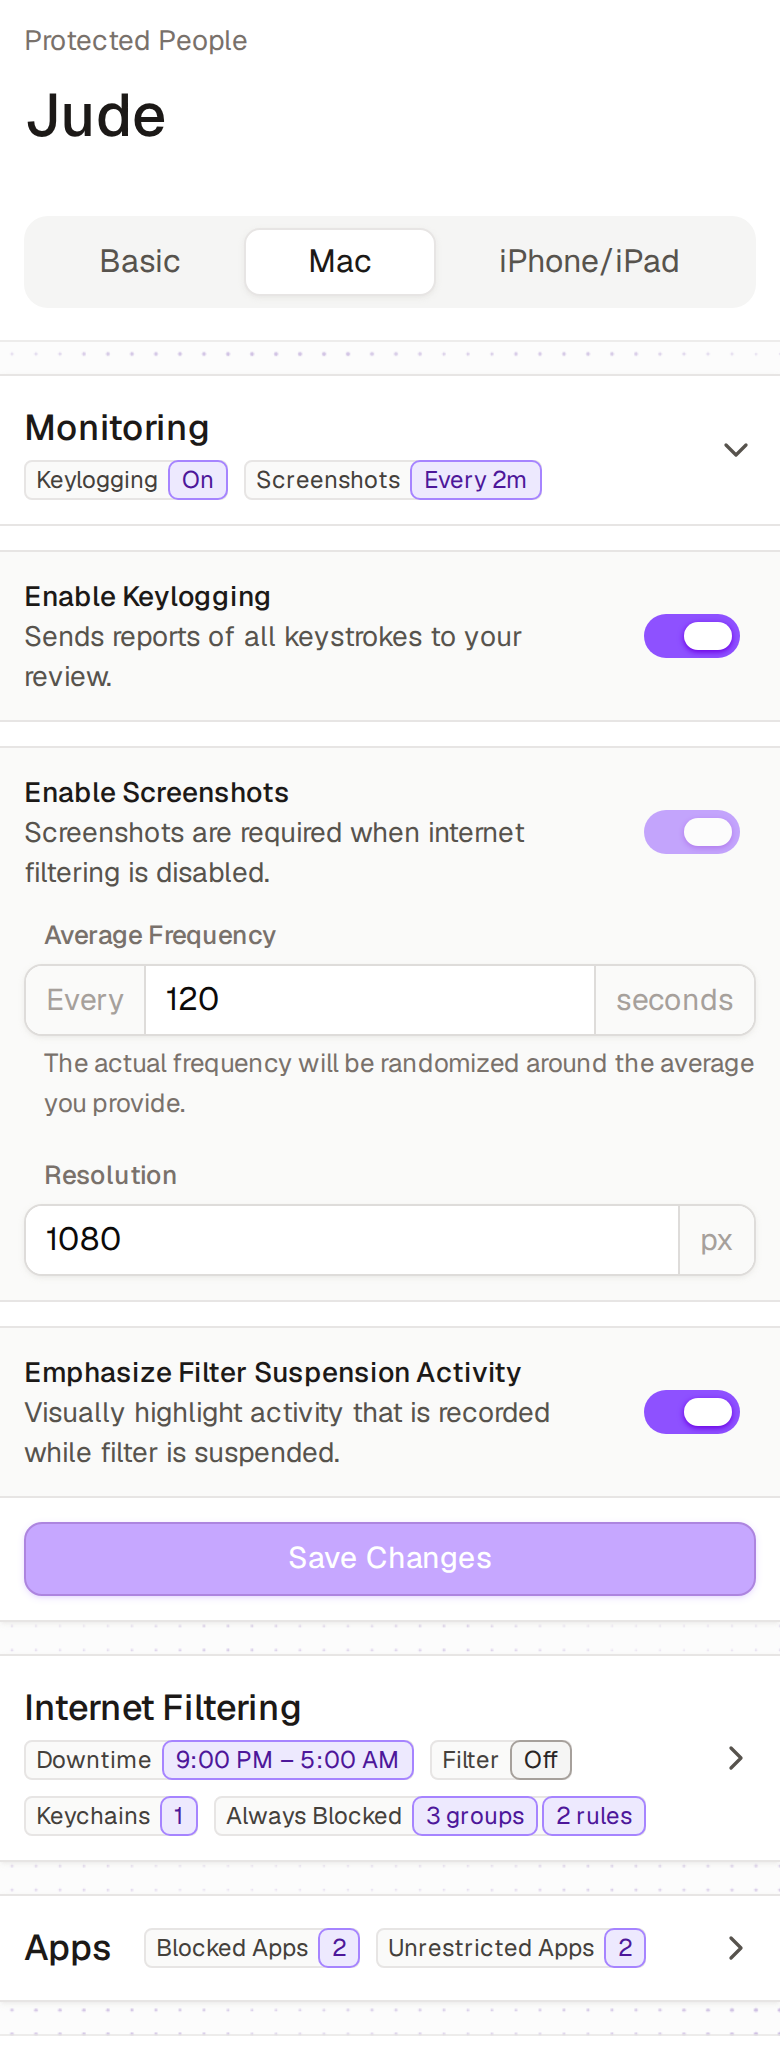 Protected People
Jude
Basic Mac iPhone/iPad
Monitoring
Keylogging On Screenshots Every 2m
Enable Keylogging
Sends reports of all keystrokes to your
review.
Enable Screenshots
Screenshots are required when internet
filtering is disabled.
Average Frequency
Every 120 seconds
The actual frequency will be randomized around the average
you provide.
Resolution
1080 px
Emphasize Filter Suspension Activity
Visually highlight activity that is recorded
while filter is suspended.
Save Changes
Internet Filtering
Downtime 9:00 PM – 5:00 AM Filter Off
Keychains 1 Always Blocked 3 groups 2 rules
Apps Blocked Apps 2 Unrestricted Apps 2